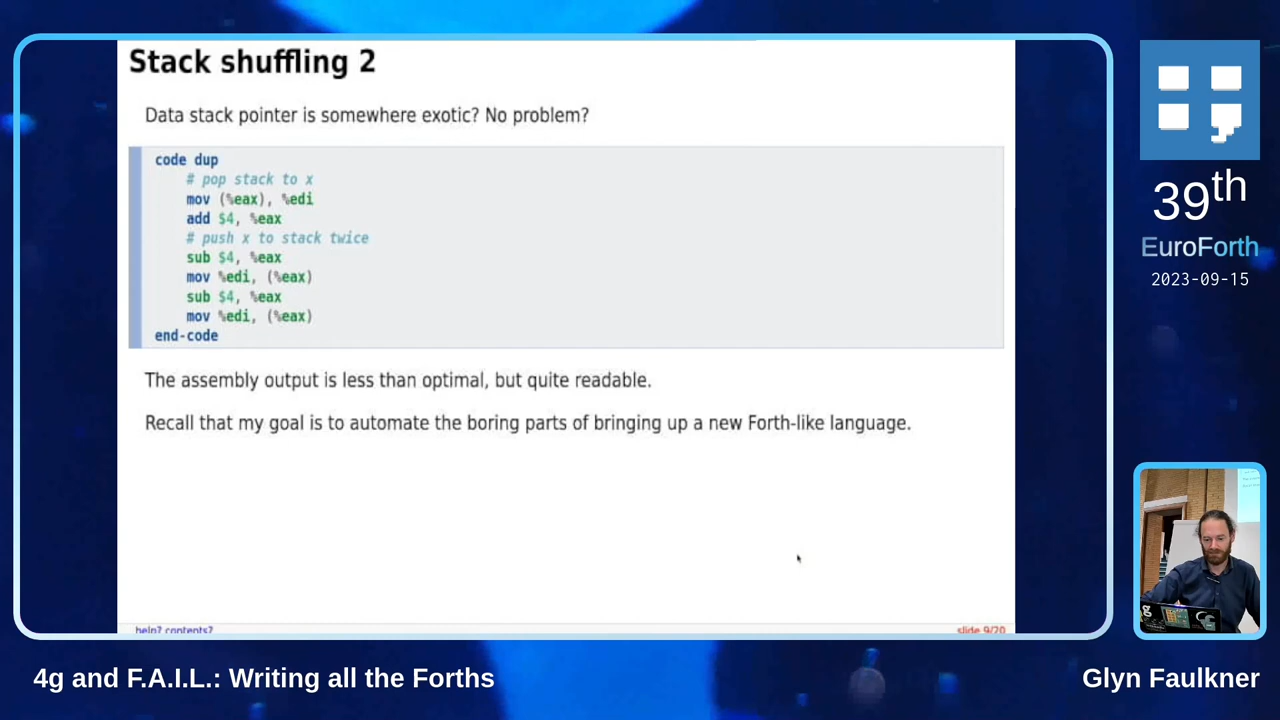 Stack shuffling 2
Data stack pointer is somewhere exotic? No problem?
code dup
# pop stack to x
mov (%eax), %edi
add $4, %eax
# push x to stack twice
sub $4, %eax
mov %edi, (%eax)
sub $4, %eax
mov %edi, (%eax)
end-code
The assembly output is less than optimal, but quite readable.
Recall that my goal is to automate the boring parts of bringing up a new Forth-like language.
help? contents?
slide 9/20
39th
EuroForth
2023-09-15
4g and F.A.I.L.: Writing all the Forths
Glyn Faulkner